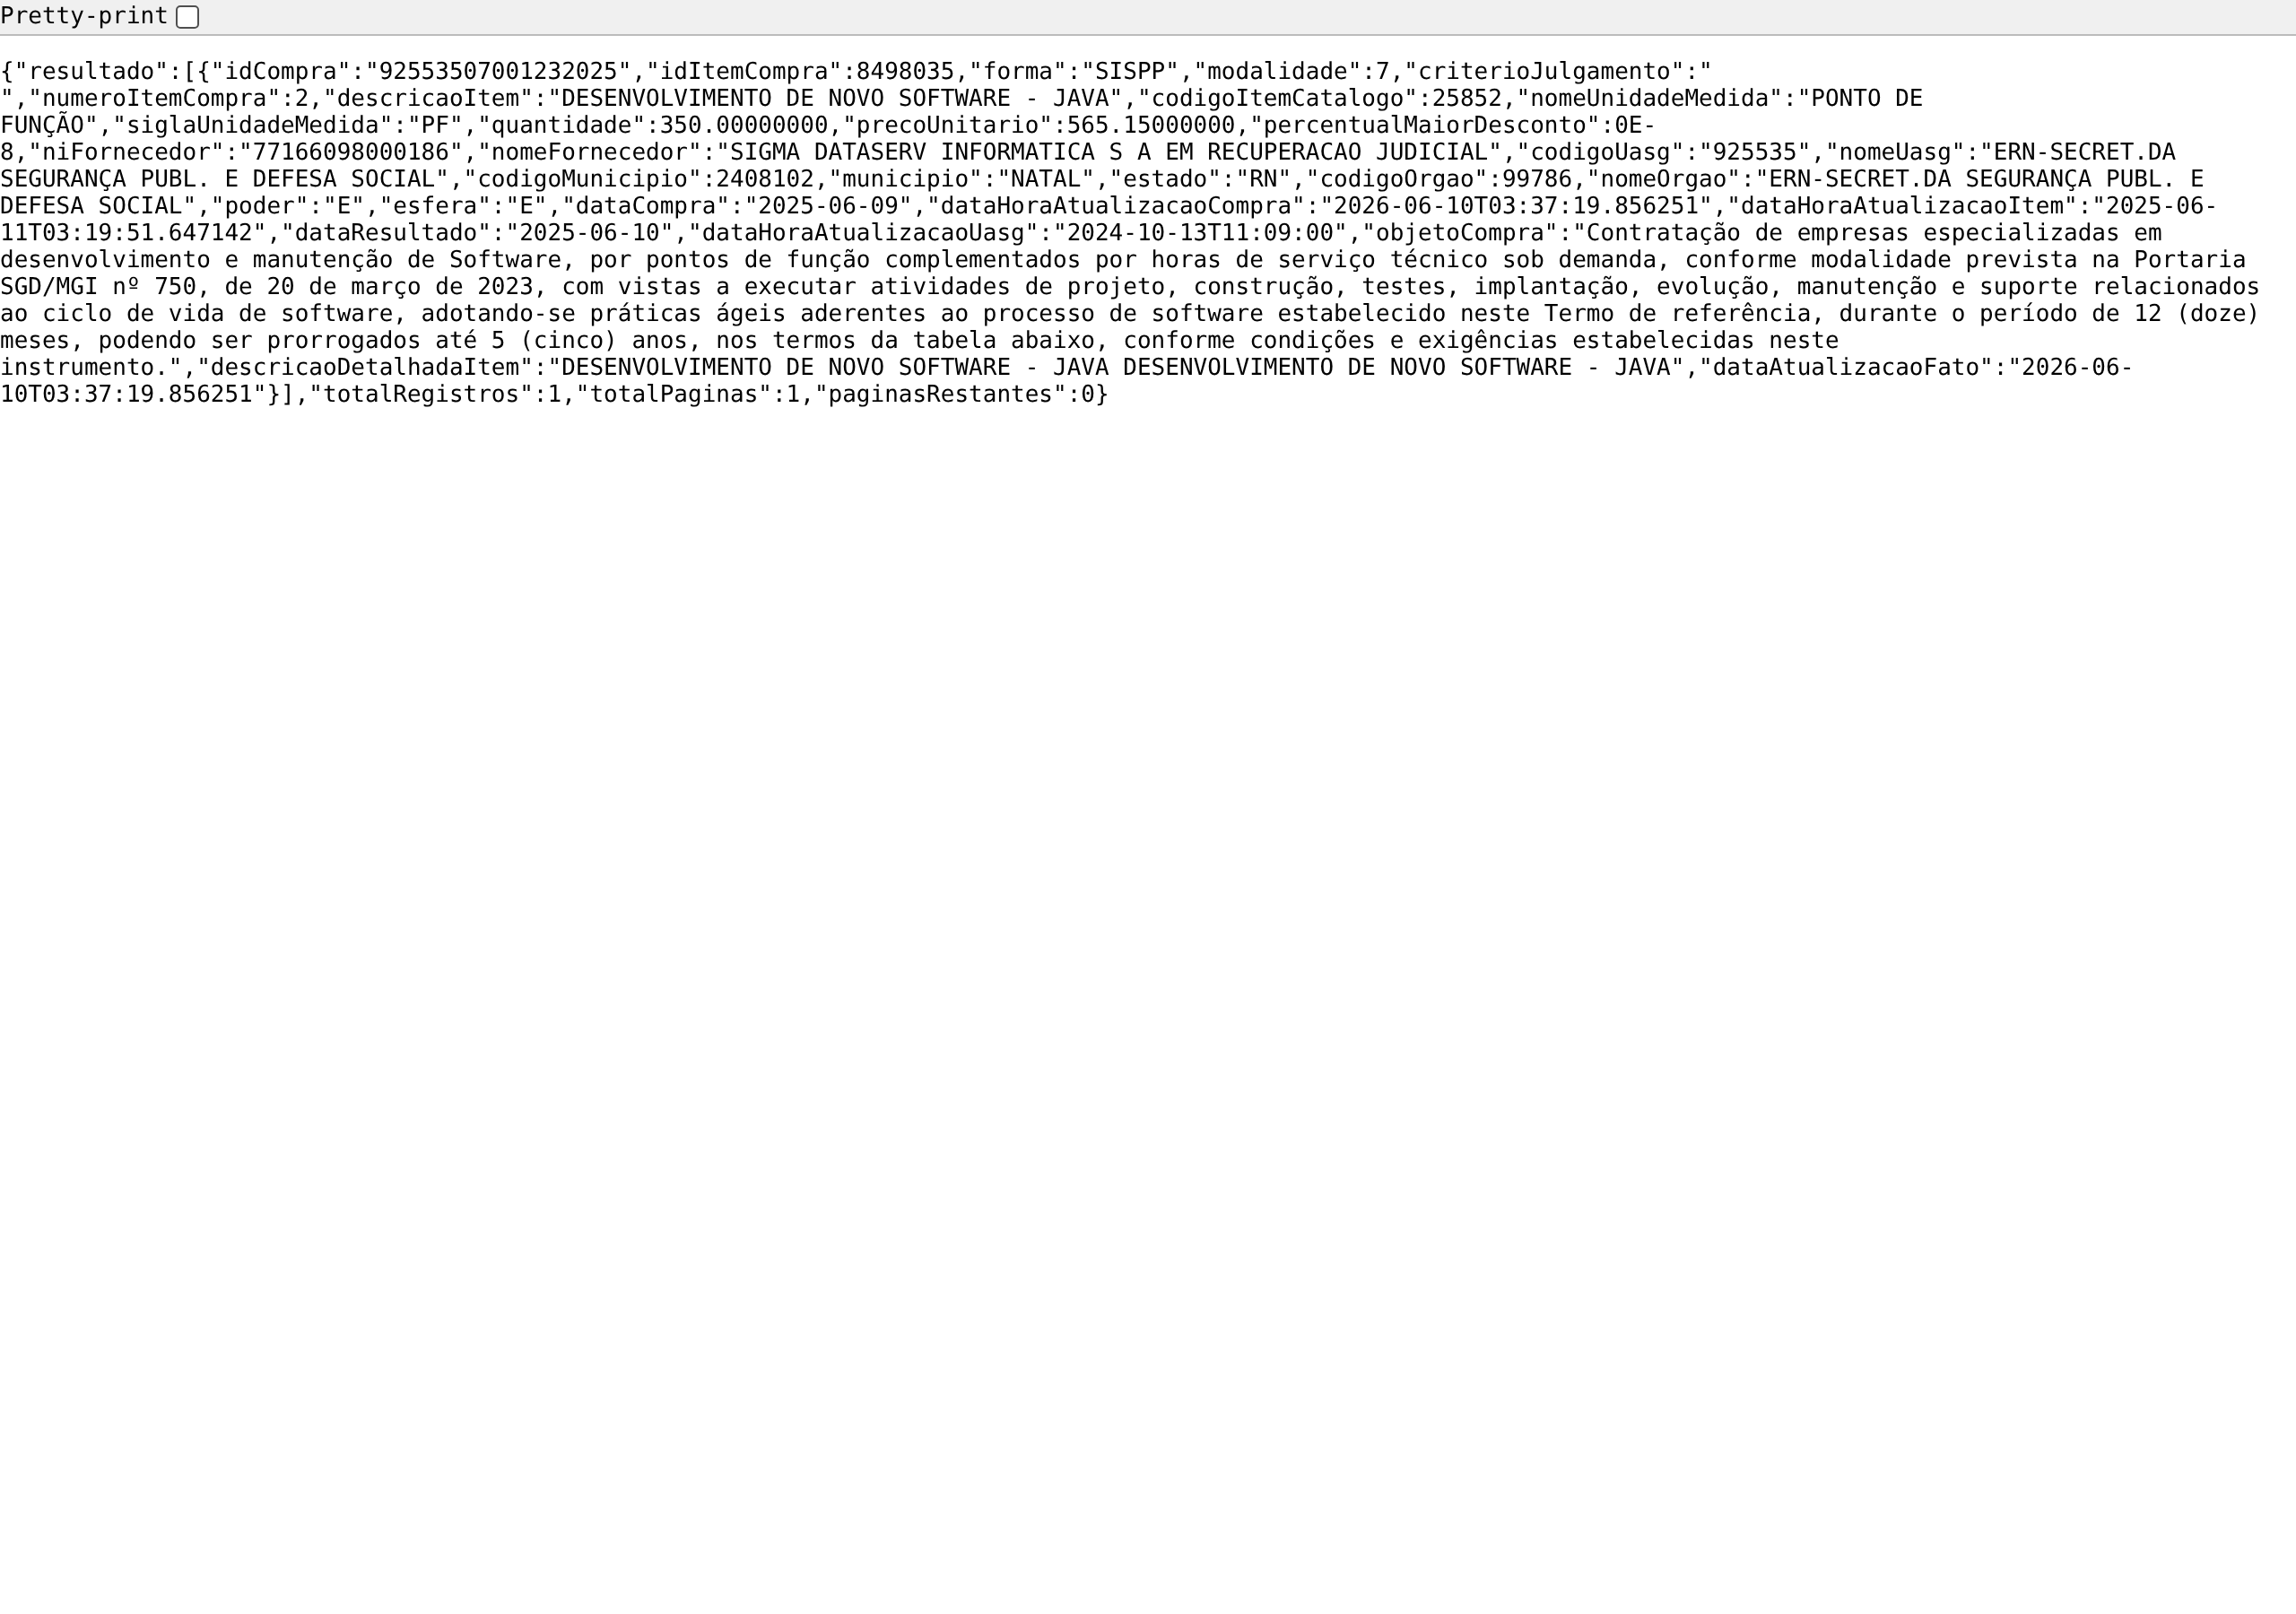 Pretty-print
{"resultado":[{"idCompra":"92553507001232025","idItemCompra":8498035,"forma":"SISPP","modalidade":7,"criterioJulgamento":"
","numeroItemCompra":2,"descricaoItem":"DESENVOLVIMENTO DE NOVO SOFTWARE - JAVA","codigoItemCatalogo":25852,"nomeUnidadeMedida":"PONTO DE
FUNÇÃO","siglaUnidadeMedida":"PF","quantidade":350.00000000,"precoUnitario":565.15000000,"percentualMaiorDesconto":0E-
8,"niFornecedor":"77166098000186","nomeFornecedor":"SIGMA DATASERV INFORMATICA S A EM RECUPERACAO JUDICIAL","codigoUasg":"925535","nomeUasg":"ERN-SECRET.DA
SEGURANÇA PUBL. E DEFESA SOCIAL","codigoMunicipio":2408102,"municipio":"NATAL","estado":"RN","codigoOrgao":99786,"nomeOrgao":"ERN-SECRET.DA SEGURANÇA PUBL. E
DEFESA SOCIAL","poder":"E","esfera":"E","dataCompra":"2025-06-09","dataHoraAtualizacaoCompra":"2026-06-10T03:37:19.856251","dataHoraAtualizacaoItem":"2025-06-
11T03:19:51.647142","dataResultado":"2025-06-10","dataHoraAtualizacaoUasg":"2024-10-13T11:09:00","objetoCompra":"Contratação de empresas especializadas em
desenvolvimento e manutenção de Software, por pontos de função complementados por horas de serviço técnico sob demanda, conforme modalidade prevista na Portaria
SGD/MGI nº 750, de 20 de março de 2023, com vistas a executar atividades de projeto, construção, testes, implantação, evolução, manutenção e suporte relacionados
ao ciclo de vida de software, adotando-se práticas ágeis aderentes ao processo de software estabelecido neste Termo de referência, durante o período de 12 (doze)
meses, podendo ser prorrogados até 5 (cinco) anos, nos termos da tabela abaixo, conforme condições e exigências estabelecidas neste
instrumento.","descricaoDetalhadaItem":"DESENVOLVIMENTO DE NOVO SOFTWARE - JAVA DESENVOLVIMENTO DE NOVO SOFTWARE - JAVA","dataAtualizacaoFato":"2026-06-
10T03:37:19.856251"}],"totalRegistros":1,"totalPaginas":1,"paginasRestantes":0}